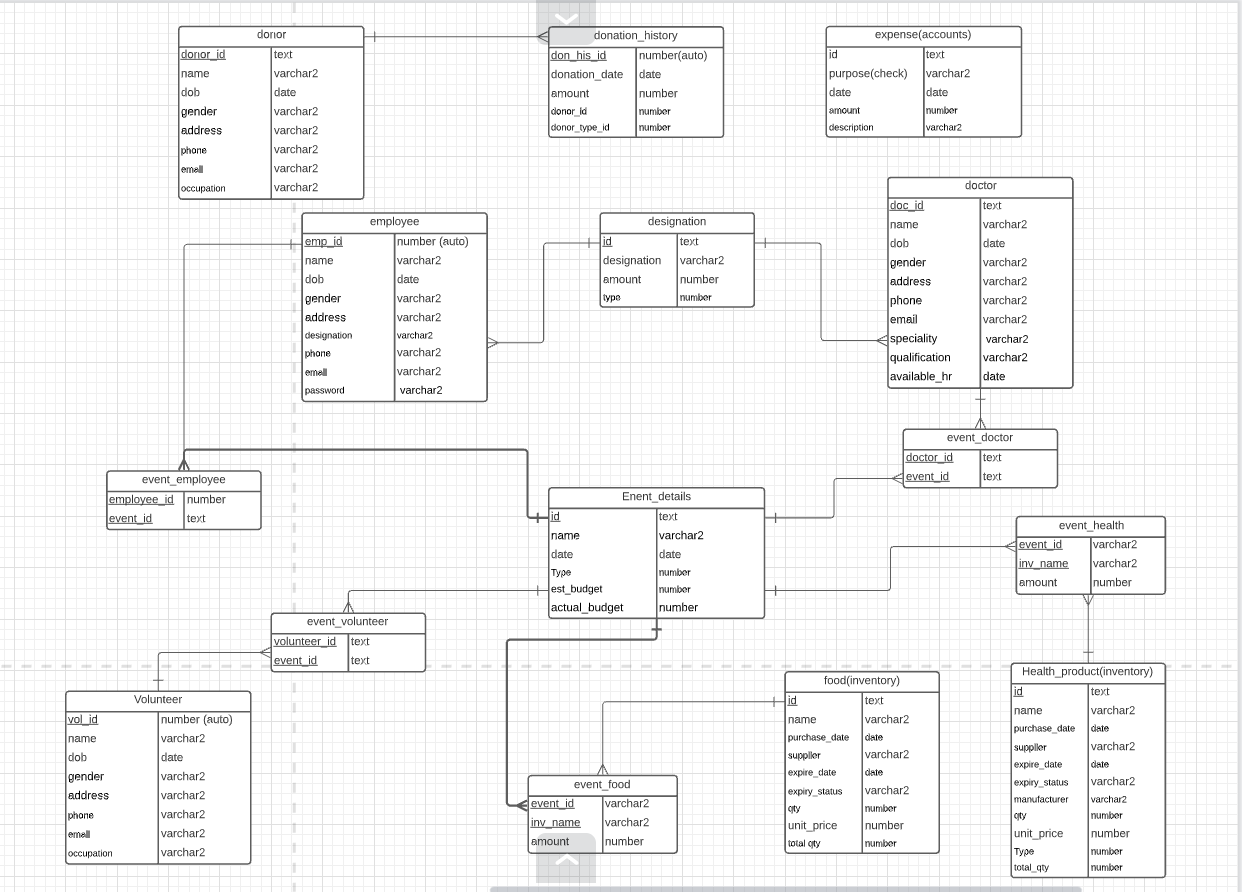 donor
donor_id text
name varchar2
dob date
gender varchar2
address varchar2
phone varchar2
email varchar2
occupation varchar2
donation_history
don_his_id number(auto)
donation_date date
amount number
donor_id number
donor_type_id number
expense(accounts)
id text
purpose(check) varchar2
date date
amount number
description varchar2
employee
emp_id number (auto)
name varchar2
dob date
gender varchar2
address varchar2
designation varchar2
phone varchar2
email varchar2
password varchar2
designation
id text
designation varchar2
amount number
type number
doctor
doc_id text
name varchar2
dob date
gender varchar2
address varchar2
phone varchar2
email varchar2
speciality varchar2
qualification varchar2
available_hr date
event_doctor
doctor_id text
event_id text
event_employee
employee_id number
event_id text
Enent_details
id text
name varchar2
date date
Type number
est_budget number
actual_budget number
event_health
event_id varchar2
inv_name varchar2
amount number
event_volunteer
volunteer_id text
event_id text
Volunteer
vol_id number (auto)
name varchar2
dob date
gender varchar2
address varchar2
phone varchar2
email varchar2
occupation varchar2
event_food
event_id varchar2
inv_name varchar2
amount number
food(inventory)
id text
name varchar2
purchase_date date
supplier varchar2
expire_date date
expiry_status varchar2
qty number
unit_price number
total qty number
Health_product(inventory)
id text
name varchar2
purchase_date date
supplier varchar2
expire_date date
expiry_status varchar2
manufacturer varchar2
qty number
unit_price number
Type number
total_qty number